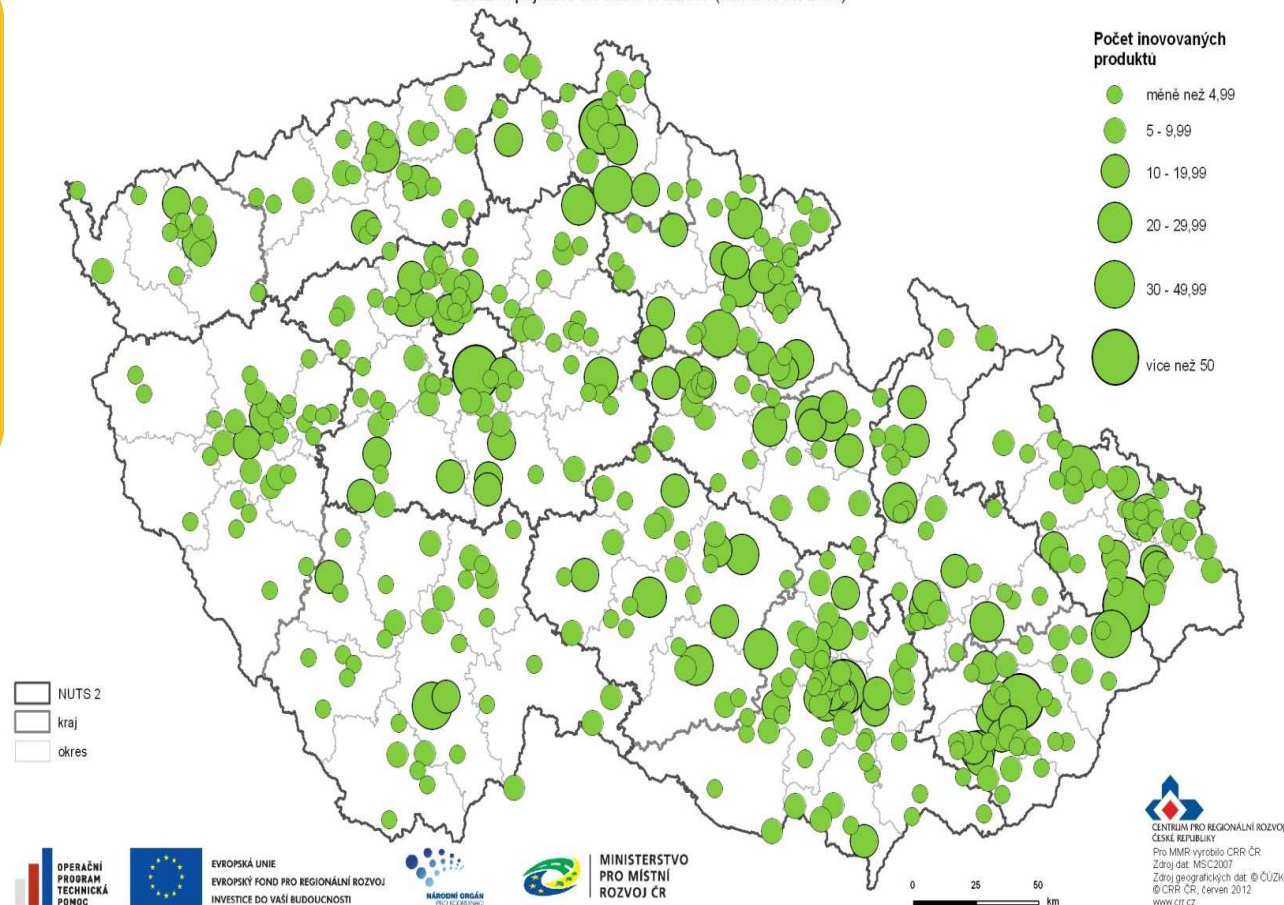 Počet inovovaných
produktů
méně než 4,99
5 - 9,99
10 - 19,99
20 - 29,99
30 - 49,99
více než 50
NUTS 2
kraj
okres
OPERAČNÍ
PROGRAM
TECHNICKÁ
POMOC
EVROPSKÁ UNIE
EVROPSKÝ FOND PRO REGIONÁLNÍ ROZVOJ
INVESTICE DO VAŠÍ BUDOUCNOSTI
NÁRODNÍ ORGÁN
PRO KOORDINACI
MINISTERSTVO
PRO MÍSTNÍ
ROZVOJ ČR
0 25 50
km
CENTRUM PRO REGIONÁLNÍ ROZVOJ
ČESKÉ REPUBLIKY
Pro MMR vyrobilo CRR ČR
Zdroj dat: MSC2007
Zdroj geografických dat: © ČÚZK
© CRR ČR, červen 2012
www.crr.cz